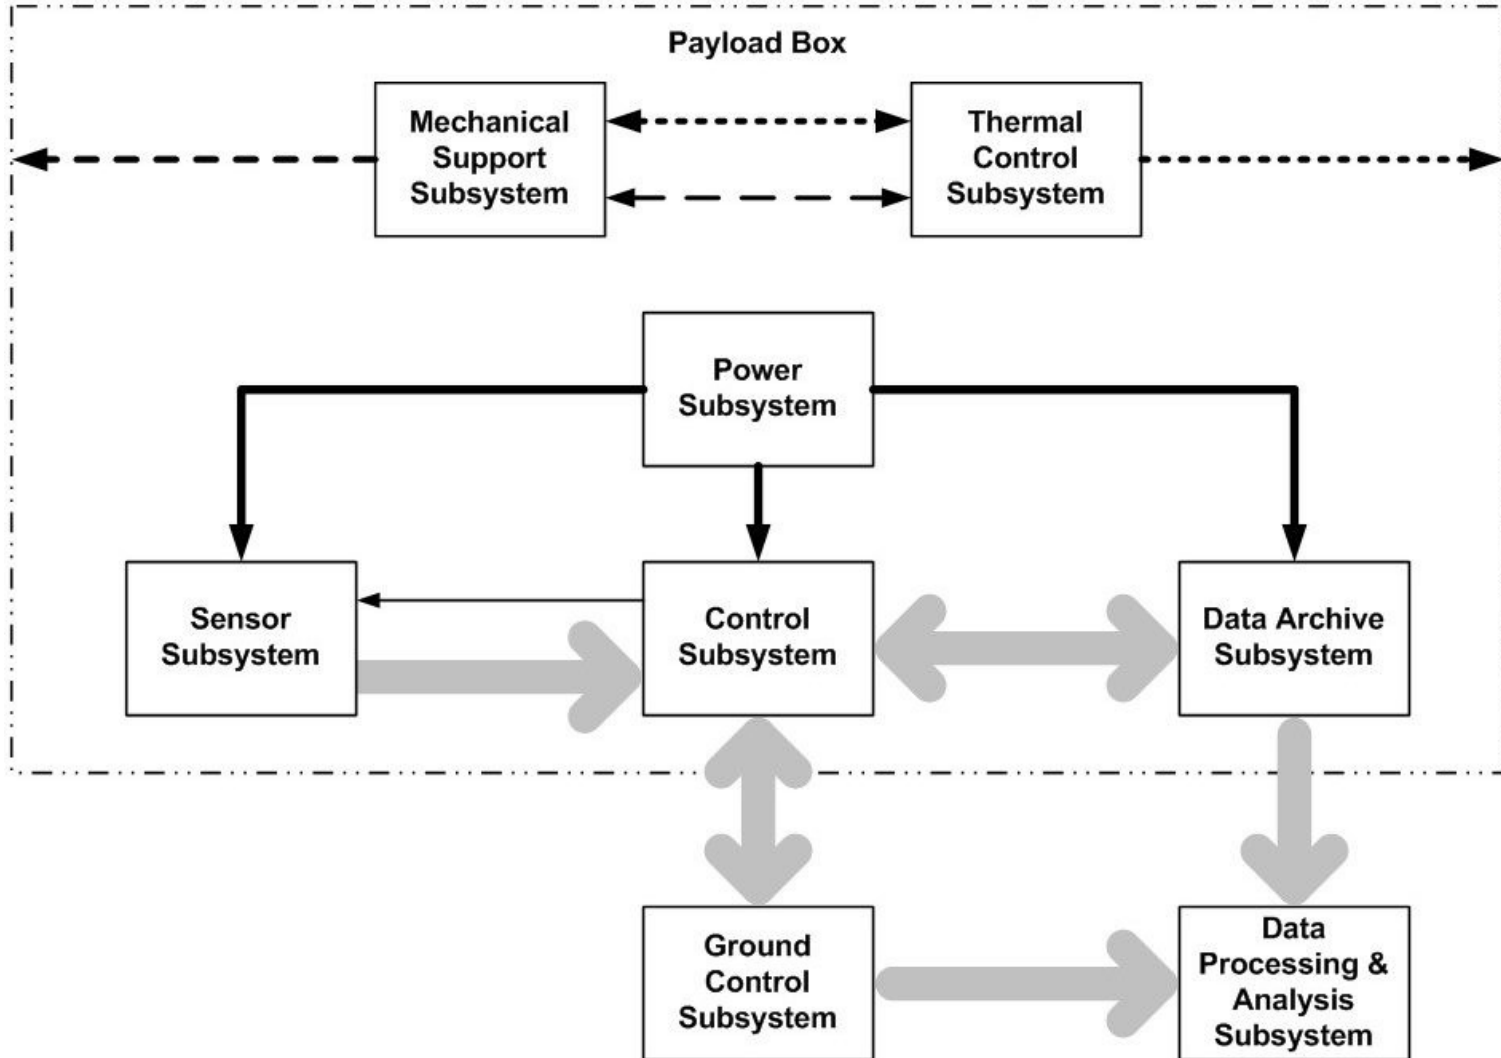 Payload Box
Mechanical
Support
Subsystem
Thermal
Control
Subsystem
Power
Subsystem
Sensor
Subsystem
Control
Subsystem
Data Archive
Subsystem
Ground
Control
Subsystem
Data
Processing &
Analysis
Subsystem